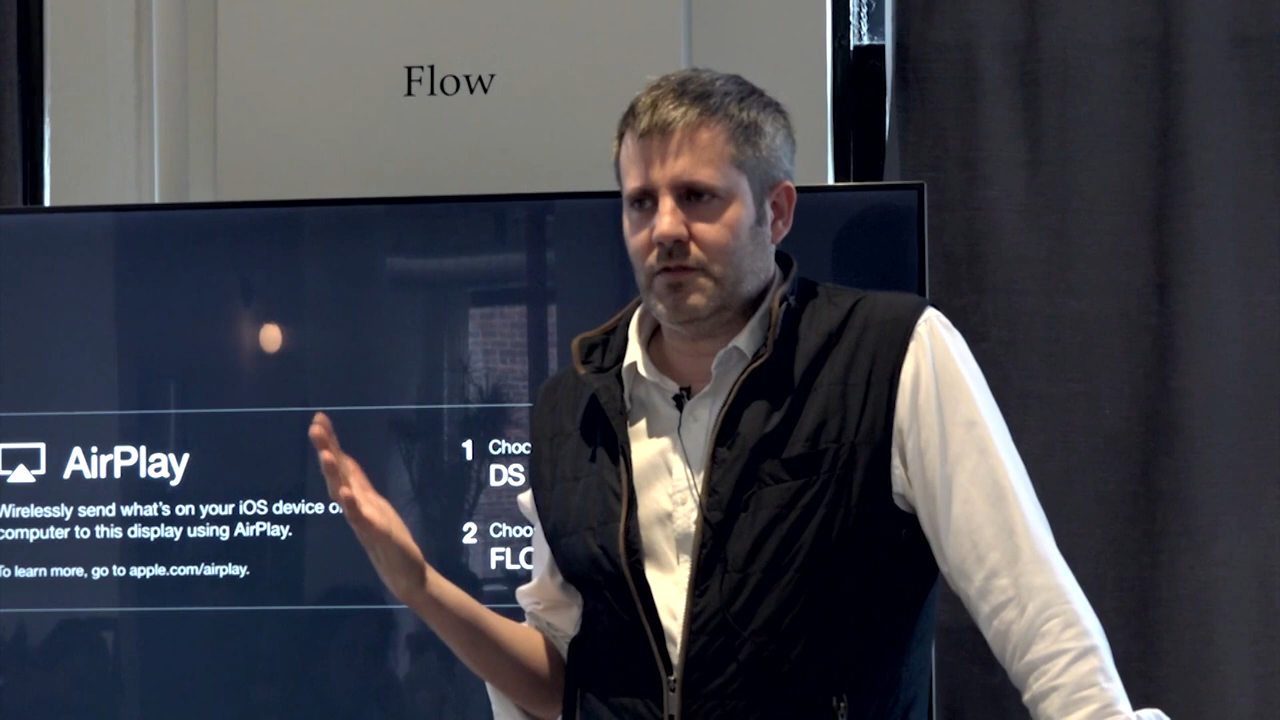 Flow
AirPlay
Wirelessly send what's on your iOS device
computer to this display using AirPlay.
To learn more, go to apple.com/airplay.
1
DS
2